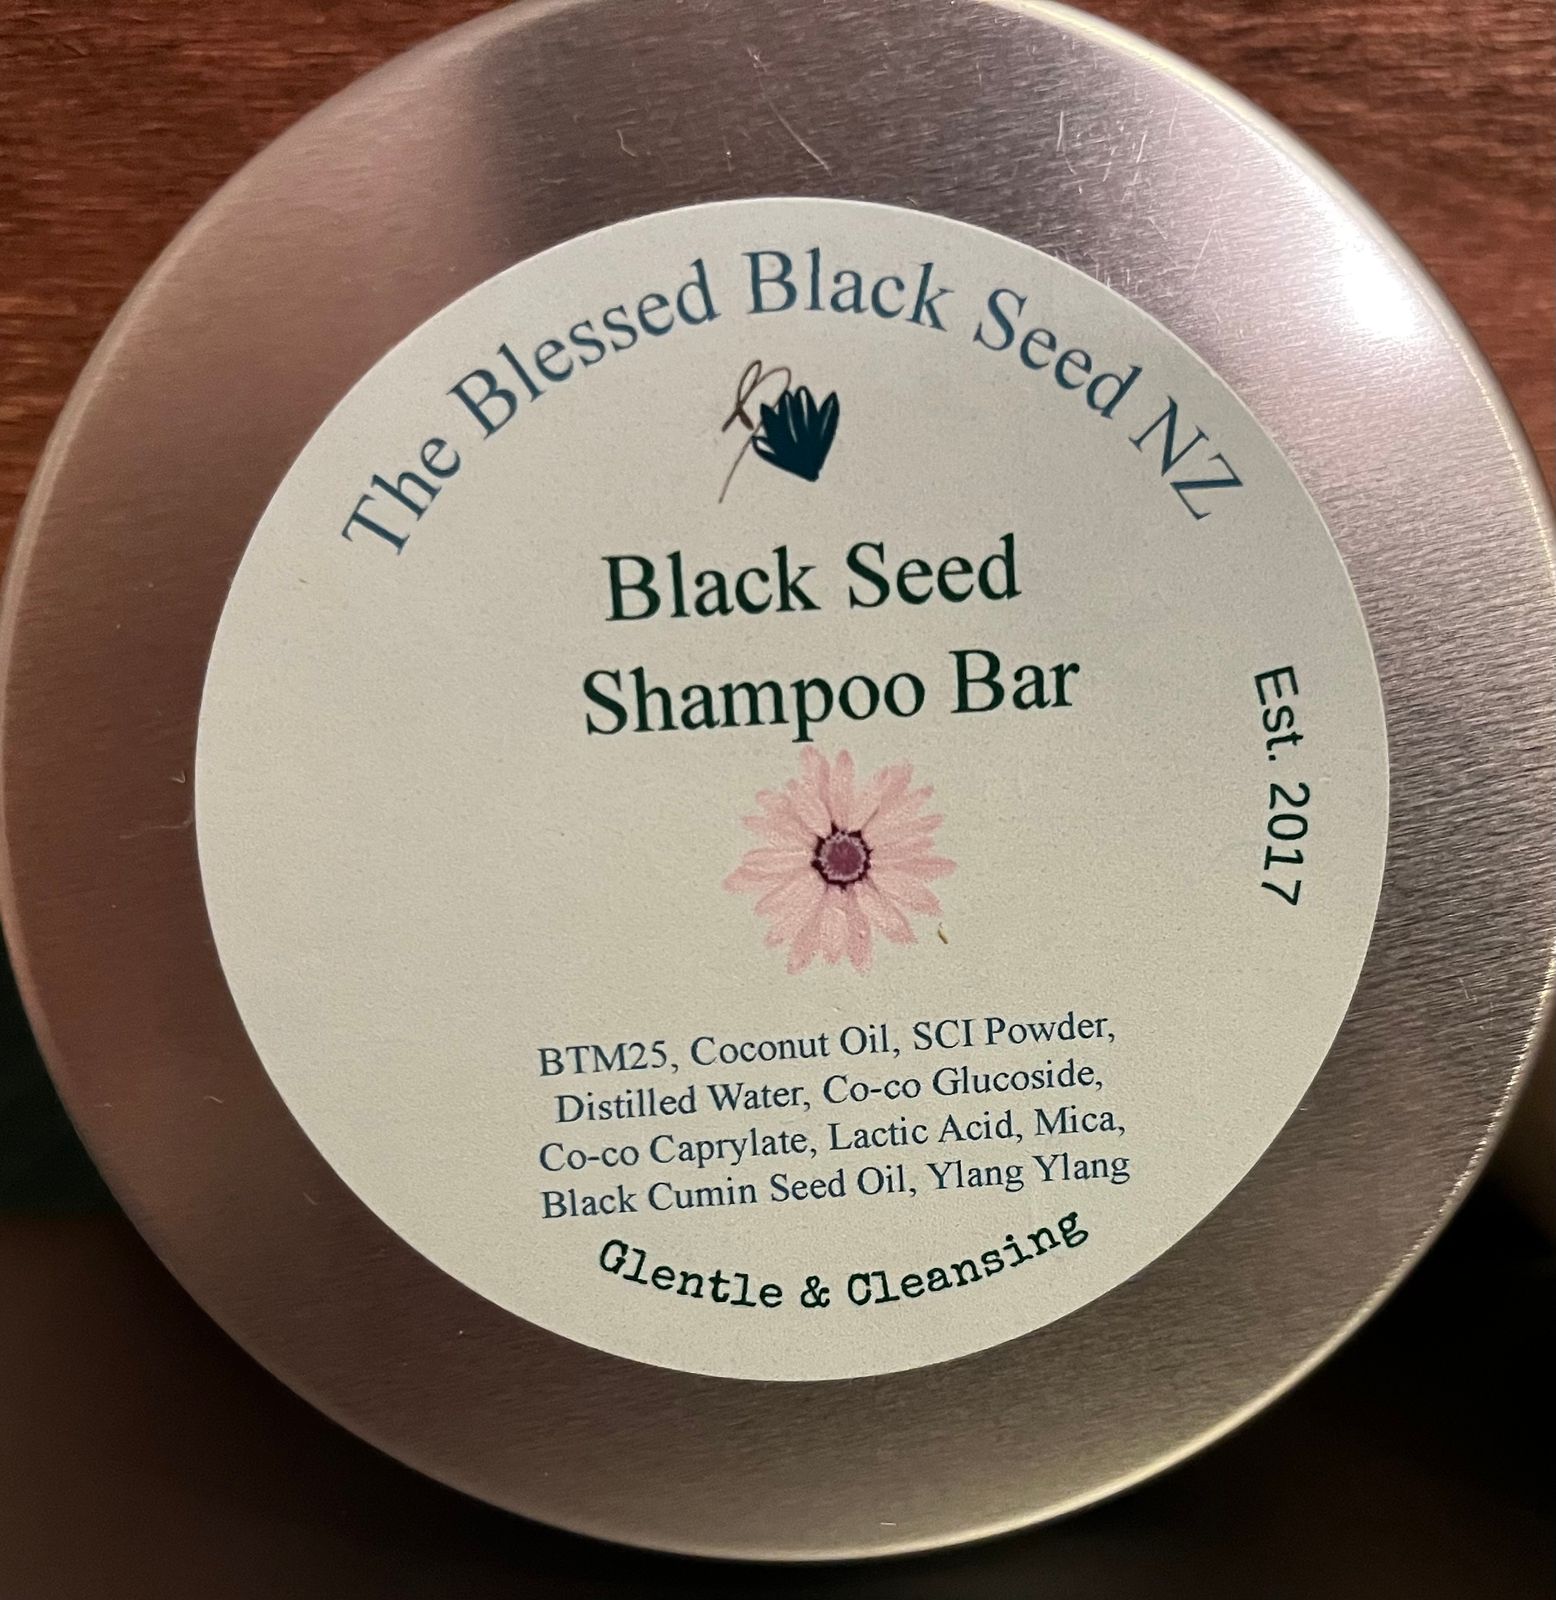 The Blessed Black Seed NZ
Black Seed
Shampoo Bar
Est. 2017
BTM25, Coconut Oil, SCI Powder,
Distilled Water, Co-co Glucoside,
Co-co Caprylate, Lactic Acid, Mica,
Black Cumin Seed Oil, Ylang Ylang
Glentle & Cleansing